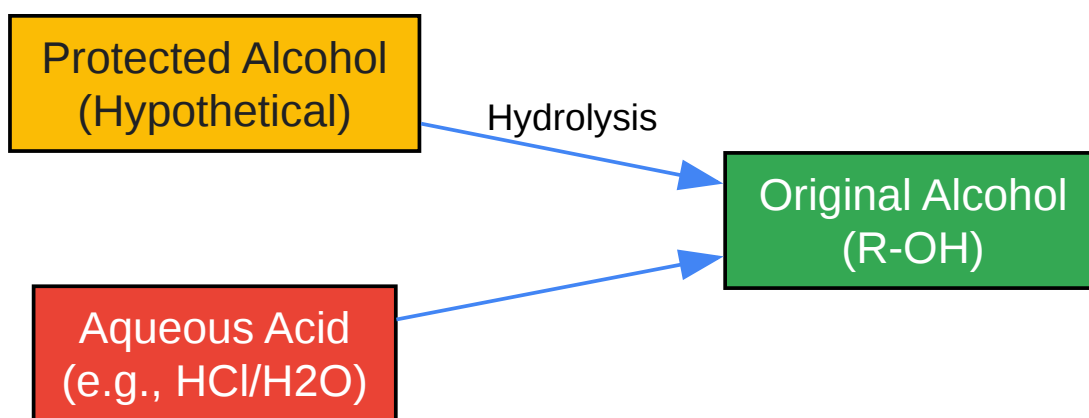 Protected Alcohol
(Hypothetical)
Hydrolysis
Original Alcohol
(R-OH)
Aqueous Acid
(e.g., HCl/H2O)